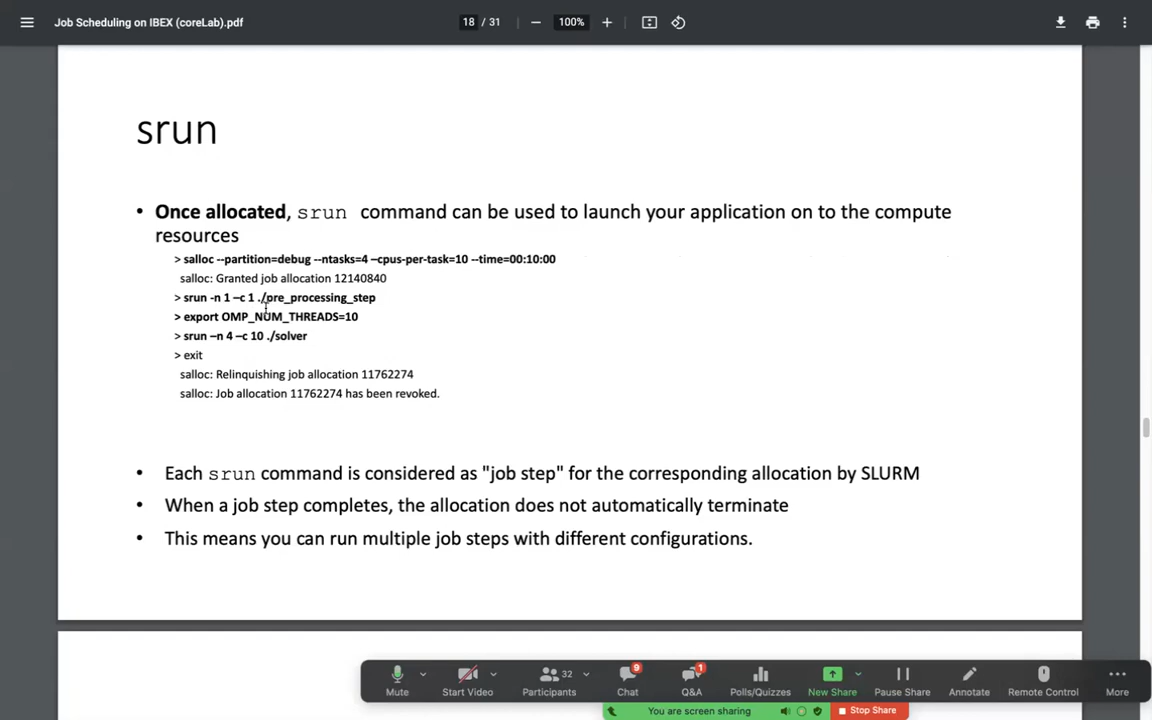 Job Scheduling on IBEX (coreLab).pdf
18 / 31
100%
srun
• Once allocated, srun command can be used to launch your application on to the compute
resources
> salloc --partition=debug --ntasks=4 –cpus-per-task=10 --time=00:10:00
salloc: Granted job allocation 12140840
> srun -n 1 –c 1 ./pre_processing_step
> export OMP_NUM_THREADS=10
> srun –n 4 –c 10 ./solver
> exit
salloc: Relinquishing job allocation 11762274
salloc: Job allocation 11762274 has been revoked.
• Each srun command is considered as "job step" for the corresponding allocation by SLURM
• When a job step completes, the allocation does not automatically terminate
• This means you can run multiple job steps with different configurations.
32 9 1
Mute Start Video Participants Chat Q&A Polls/Quizzes New Share Pause Share Annotate Remote Control More
You are screen sharing Stop Share